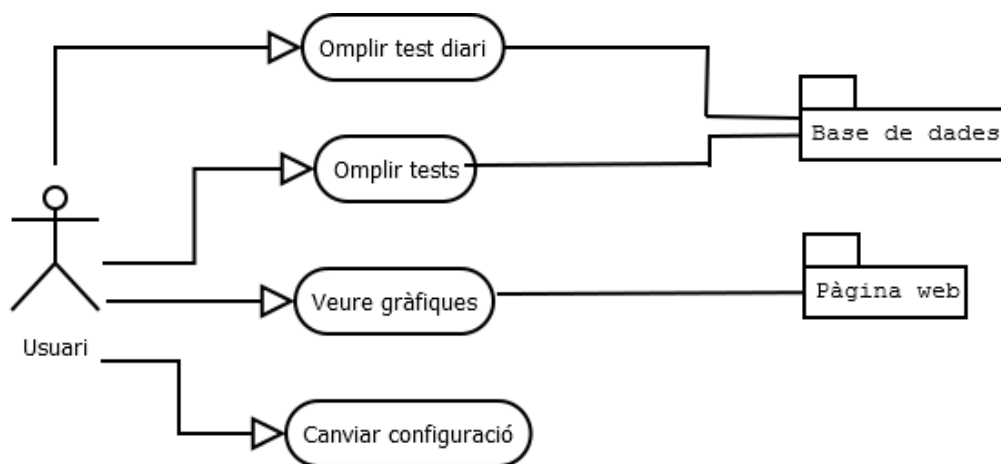 Omplir test diari
Base de dades
Omplir tests
Veure gràfiques
Pàgina web
Usuari
Canviar configuració